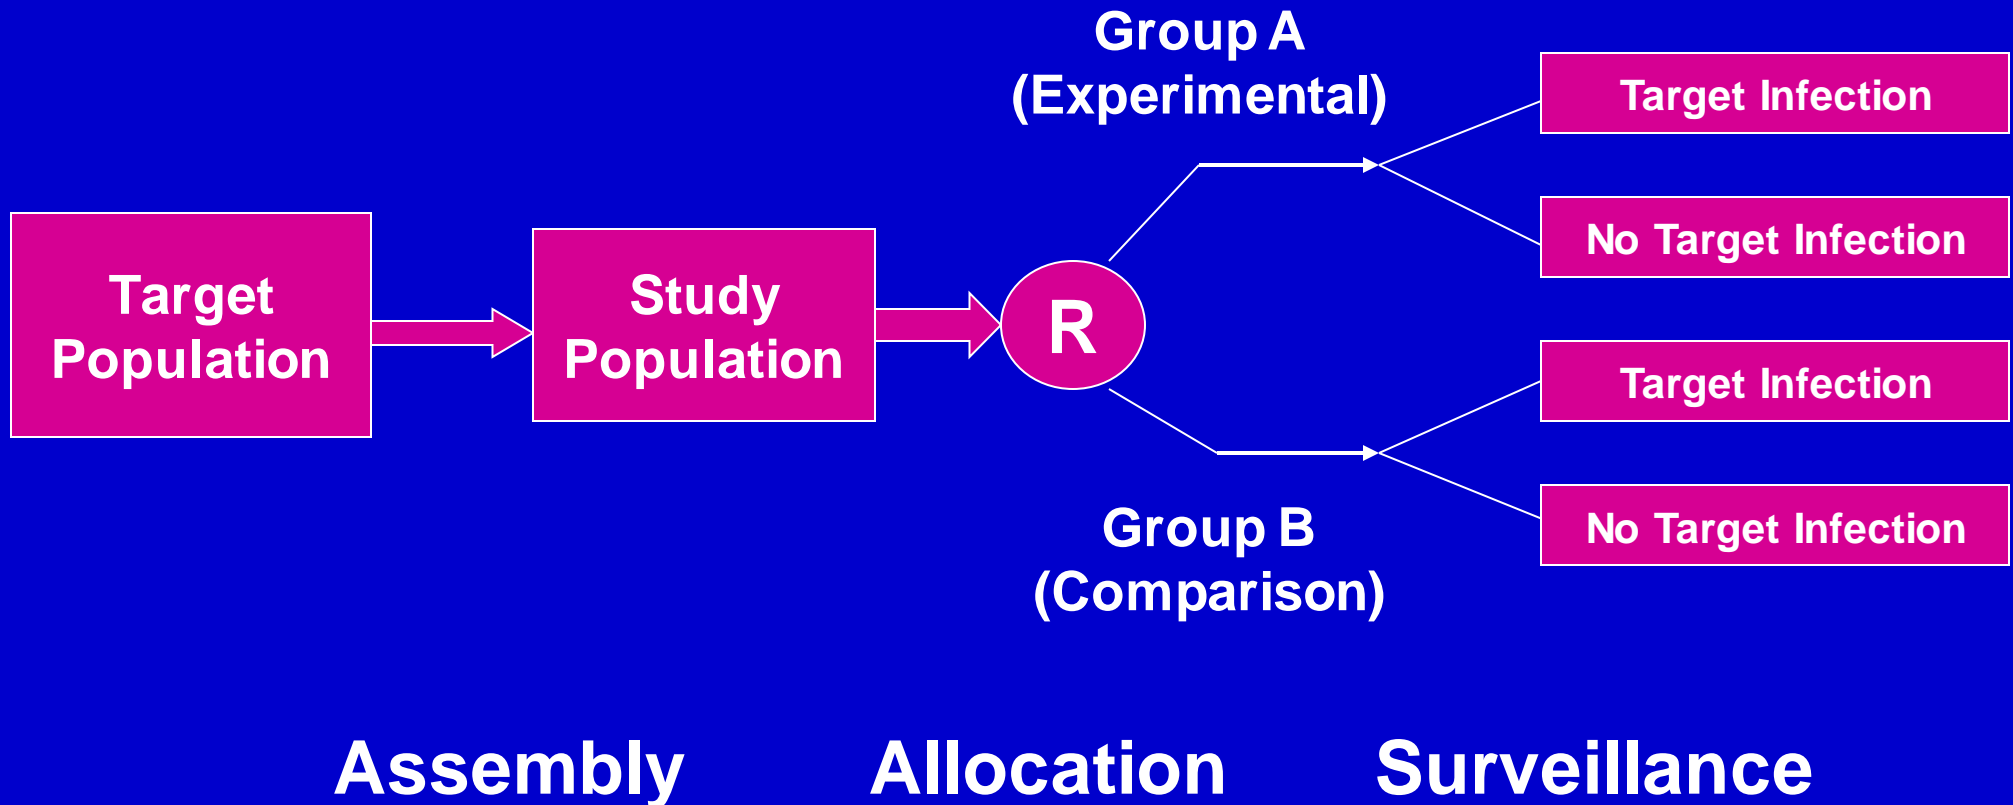 Group A
(Experimental)
Target Infection
No Target Infection
Target
Population
Study
Population
R
Target Infection
No Target Infection
Group B
(Comparison)
Assembly
Allocation
Surveillance